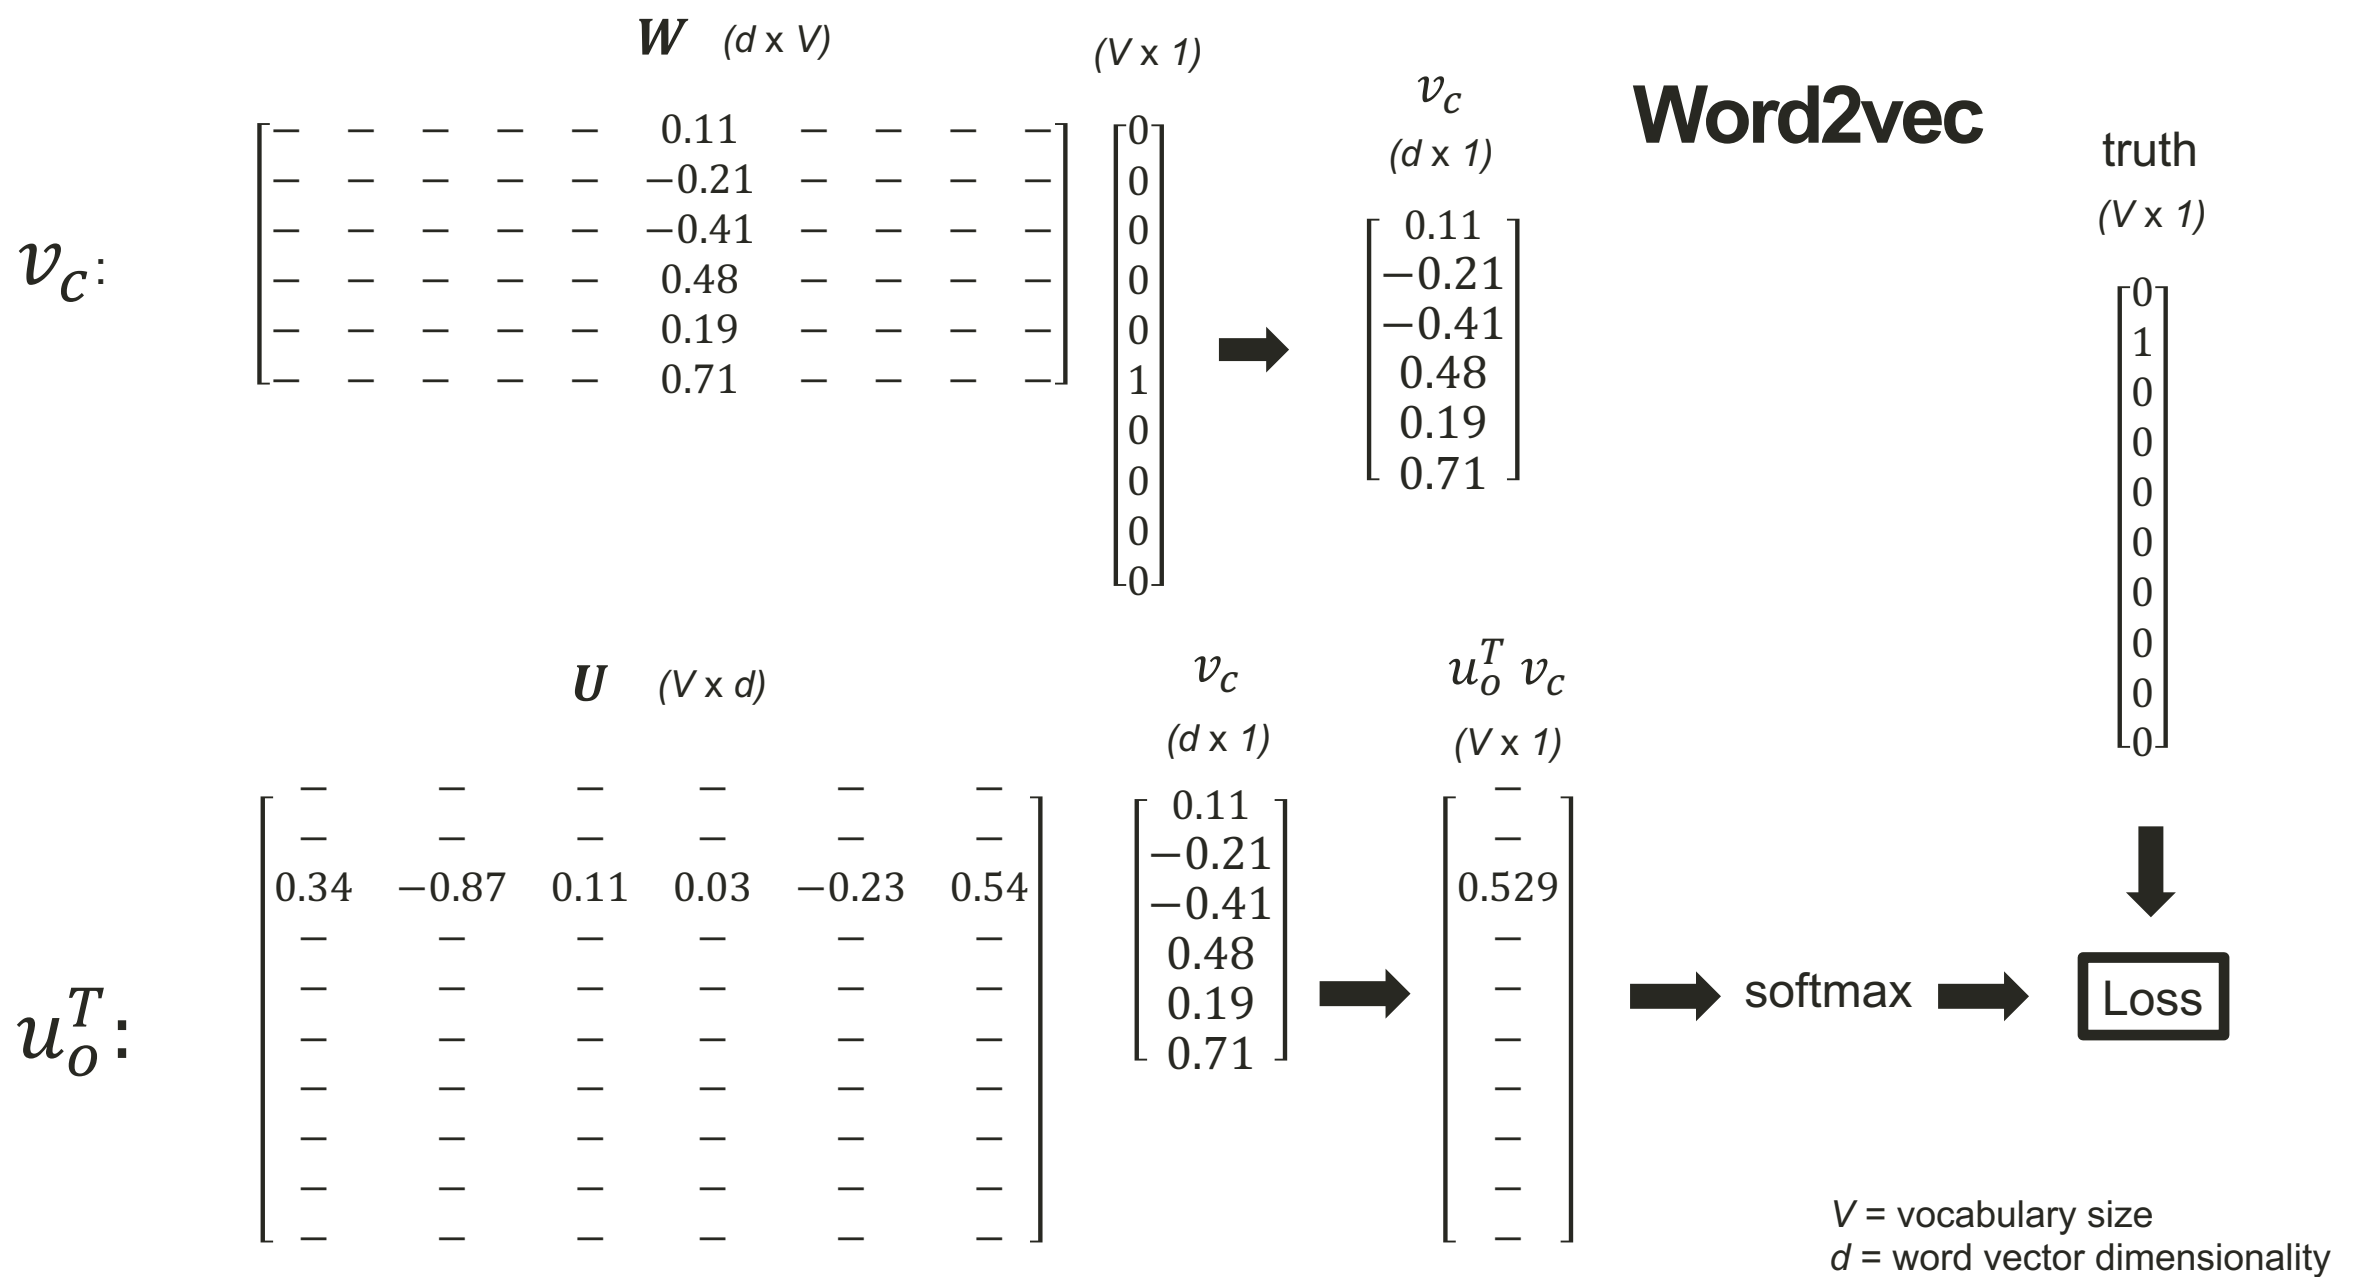 Word2vec
W (d x V)
(V x 1)
v_c
(d x 1)
truth
(V x 1)
v_c:
− − − − − 0.11 − − − −
− − − − − −0.21 − − − −
− − − − − −0.41 − − − −
− − − − − 0.48 − − − −
− − − − − 0.19 − − − −
− − − − − 0.71 − − − −
0
0
0
0
0
1
0
0
0
0
0.11
−0.21
−0.41
0.48
0.19
0.71
0
1
0
0
0
0
0
0
0
0
U (V x d)
v_c
(d x 1)
u_o^T v_c
(V x 1)
u_o^T:
− − − − − −
− − − − − −
0.34 −0.87 0.11 0.03 −0.23 0.54
− − − − − −
− − − − − −
− − − − − −
− − − − − −
− − − − − −
− − − − − −
− − − − − −
0.11
−0.21
−0.41
0.48
0.19
0.71
−
−
0.529
−
−
−
−
−
−
−
softmax
Loss
V = vocabulary size
d = word vector dimensionality